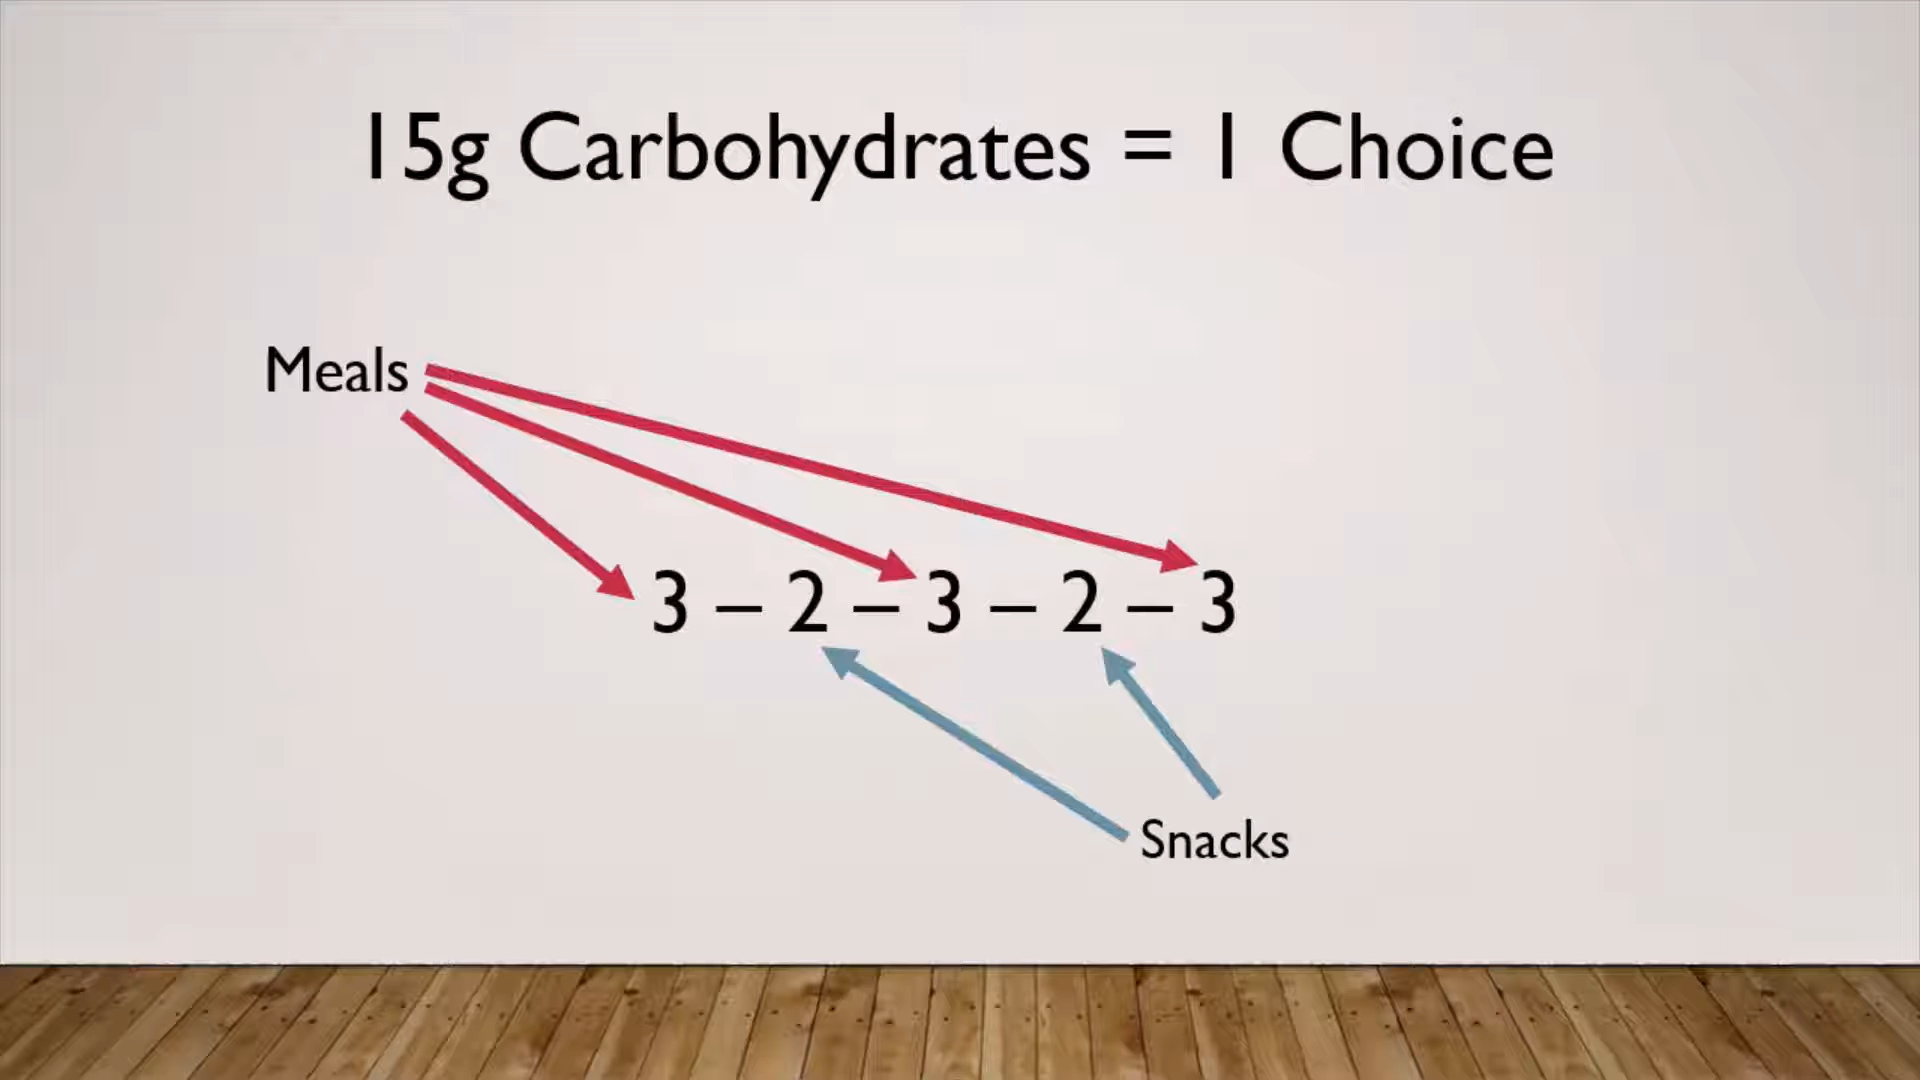 15g Carbohydrates = 1 Choice
Meals
3 – 2 – 3 – 2 – 3
Snacks